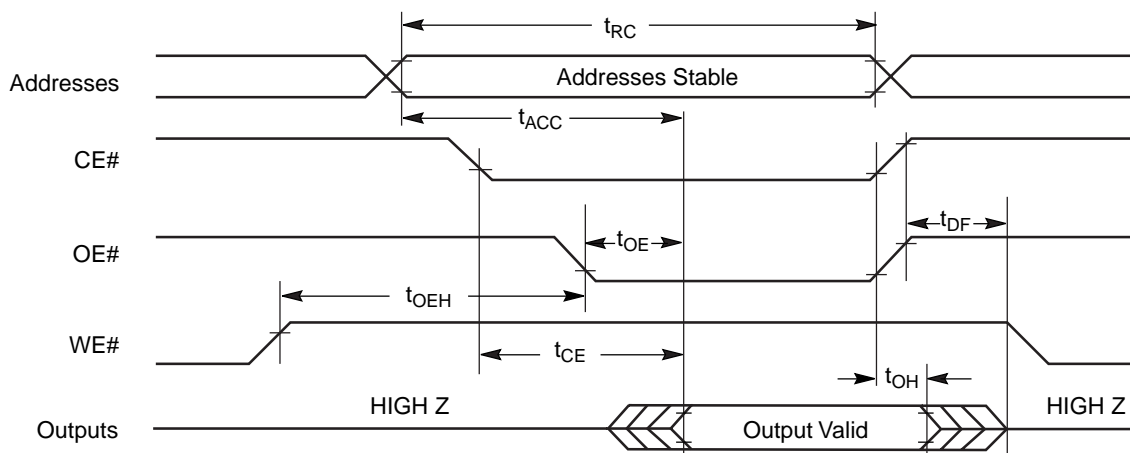 tRC
Addresses
Addresses Stable
tACC
CE#
tDF
OE#
tOE
tOEH
WE#
tCE
tOH
HIGH Z
HIGH Z
Outputs
Output Valid